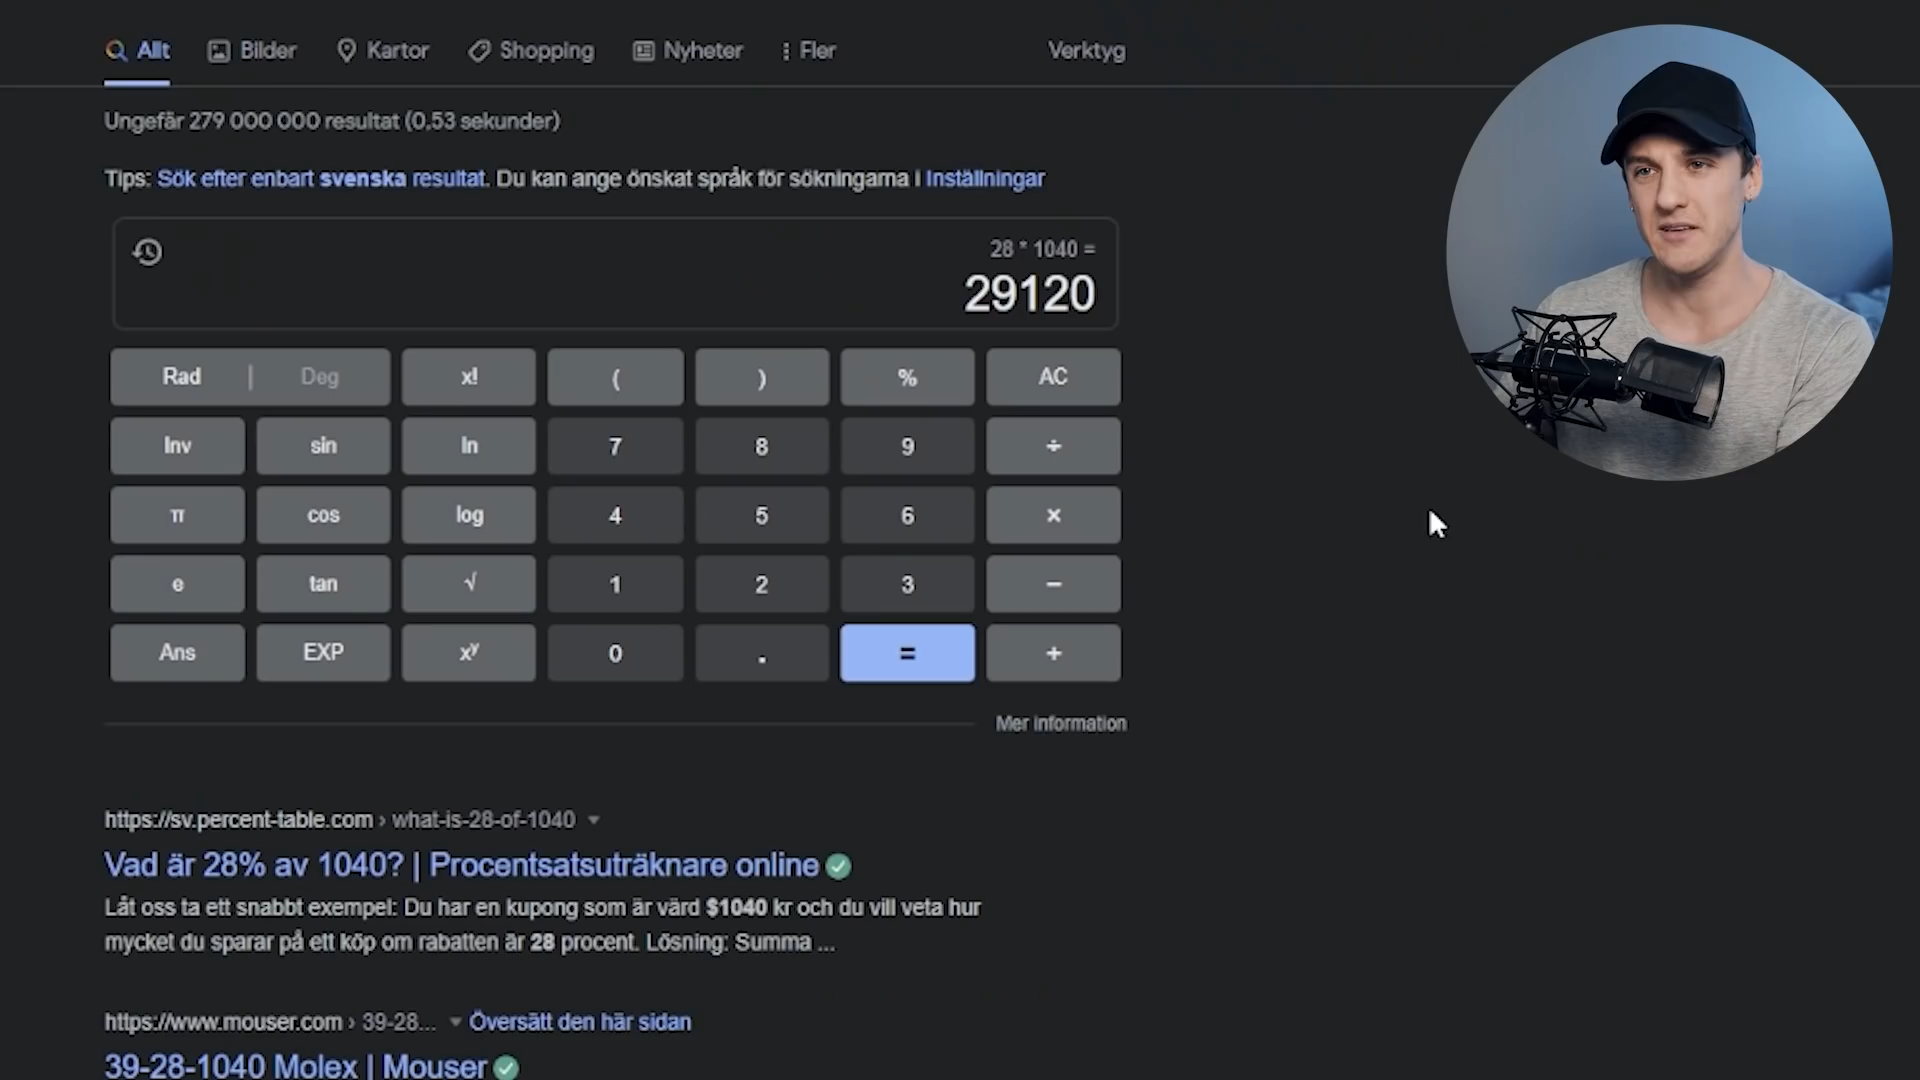 Allt Bilder Kartor Shopping Nyheter Fler Verktyg
Ungefär 279 000 000 resultat (0,53 sekunder)
Tips: Sök efter enbart svenska resultat. Du kan ange önskat språk för sökningarna i Inställningar
28 * 1040 =
29120
Rad | Deg x! ( ) % AC
Inv sin ln 7 8 9 ÷
π cos log 4 5 6 ×
e tan √ 1 2 3 −
Ans EXP xʸ 0 . = +
Mer information
https://sv.percent-table.com › what-is-28-of-1040
Vad är 28% av 1040? | Procentsatsuträknare online
Låt oss ta ett snabbt exempel: Du har en kupong som är värd $1040 kr och du vill veta hur
mycket du sparar på ett köp om rabatten är 28 procent. Lösning: Summa ...
https://www.mouser.com › 39-28... Översätt den här sidan
39-28-1040 Molex | Mouser